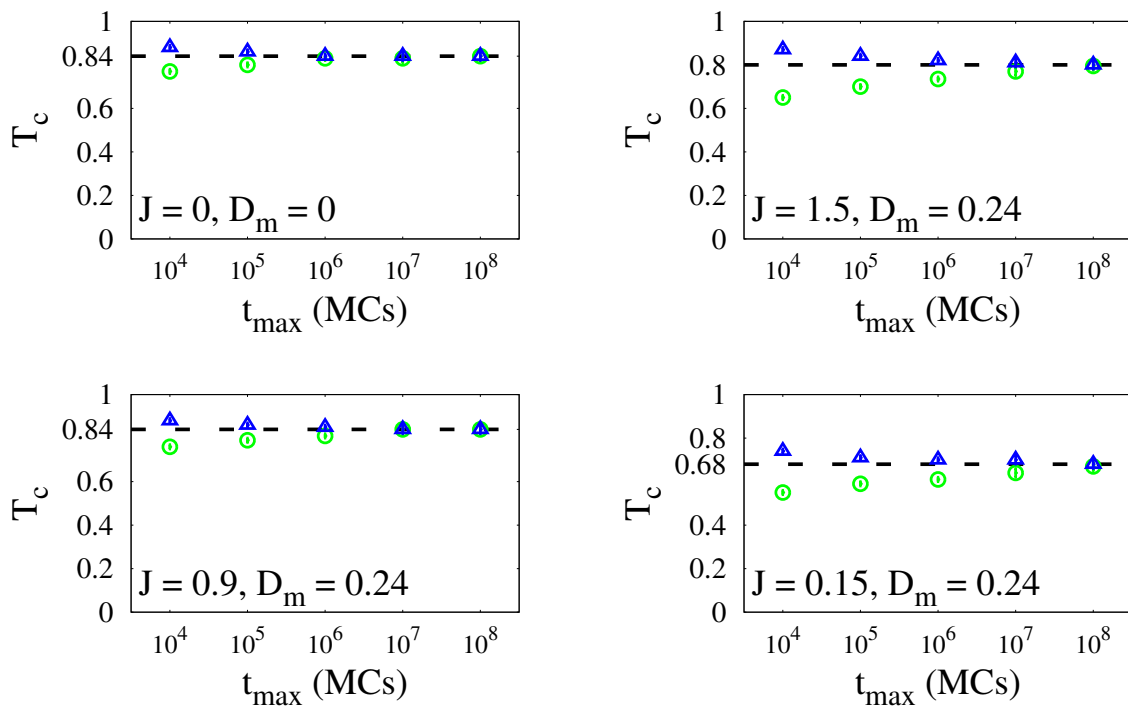 1
0.84
0.6
0.4
0.2
0
T_c
J = 0, D_m = 0
10^4 10^5 10^6 10^7 10^8
t_max (MCs)
1
0.8
0.6
0.4
0.2
0
T_c
J = 1.5, D_m = 0.24
10^4 10^5 10^6 10^7 10^8
t_max (MCs)
1
0.84
0.6
0.4
0.2
0
T_c
J = 0.9, D_m = 0.24
10^4 10^5 10^6 10^7 10^8
t_max (MCs)
1
0.8
0.68
0.4
0.2
0
T_c
J = 0.15, D_m = 0.24
10^4 10^5 10^6 10^7 10^8
t_max (MCs)